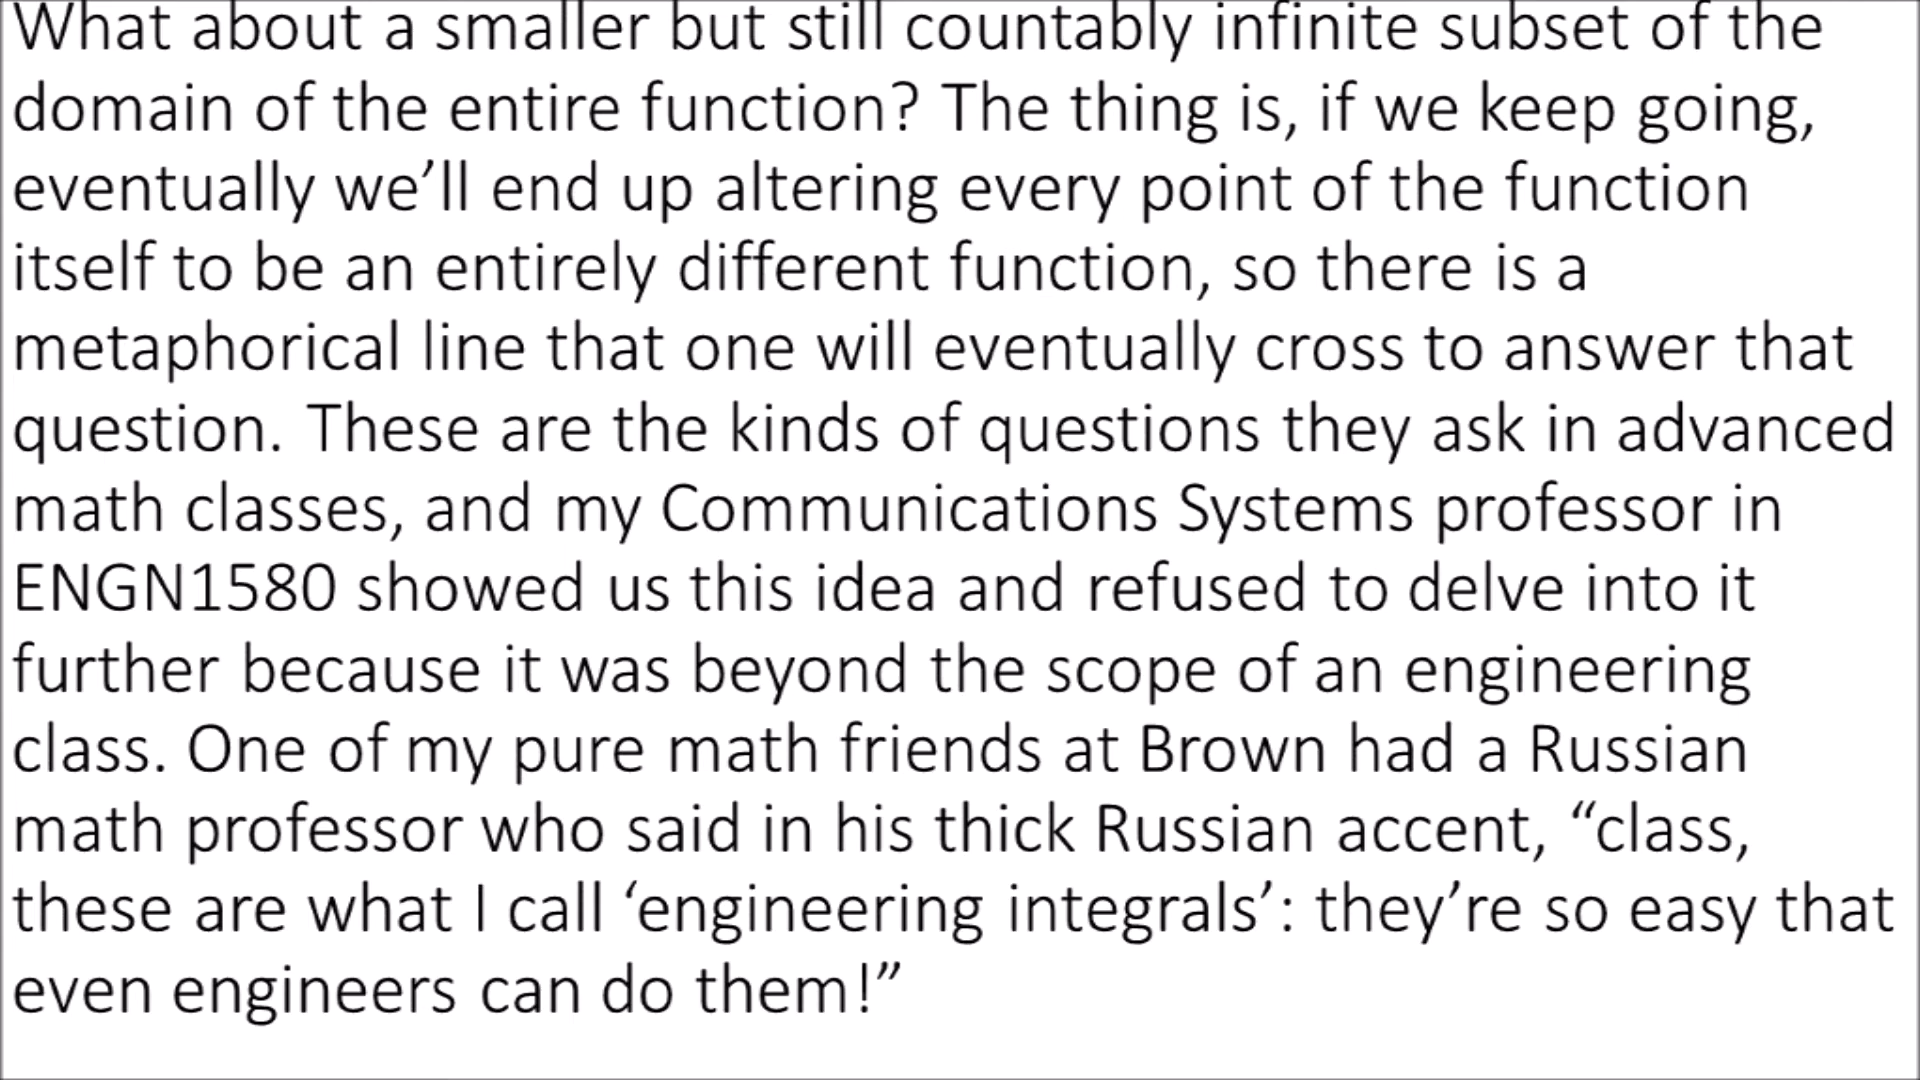 What about a smaller but still countably infinite subset of the
domain of the entire function? The thing is, if we keep going,
eventually we’ll end up altering every point of the function
itself to be an entirely different function, so there is a
metaphorical line that one will eventually cross to answer that
question. These are the kinds of questions they ask in advanced
math classes, and my Communications Systems professor in
ENGN1580 showed us this idea and refused to delve into it
further because it was beyond the scope of an engineering
class. One of my pure math friends at Brown had a Russian
math professor who said in his thick Russian accent, “class,
these are what I call ‘engineering integrals’: they’re so easy that
even engineers can do them!”